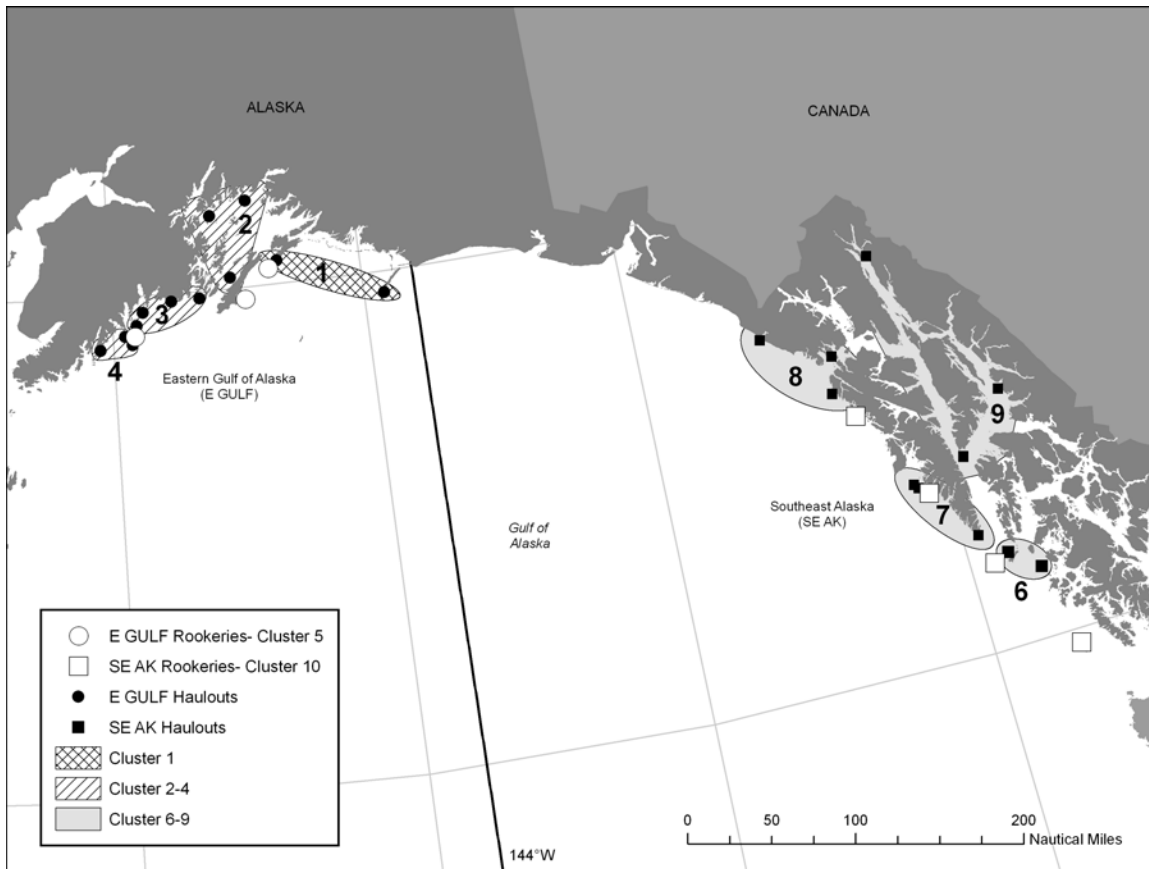 ALASKA
CANADA
2
1
3
4
Eastern Gulf of Alaska
(E GULF)
8
9
7
Southeast Alaska
(SE AK)
Gulf of
Alaska
6
E GULF Rookeries- Cluster 5
SE AK Rookeries- Cluster 10
E GULF Haulouts
SE AK Haulouts
Cluster 1
Cluster 2-4
Cluster 6-9
0 50 100 200
Nautical Miles
144°W